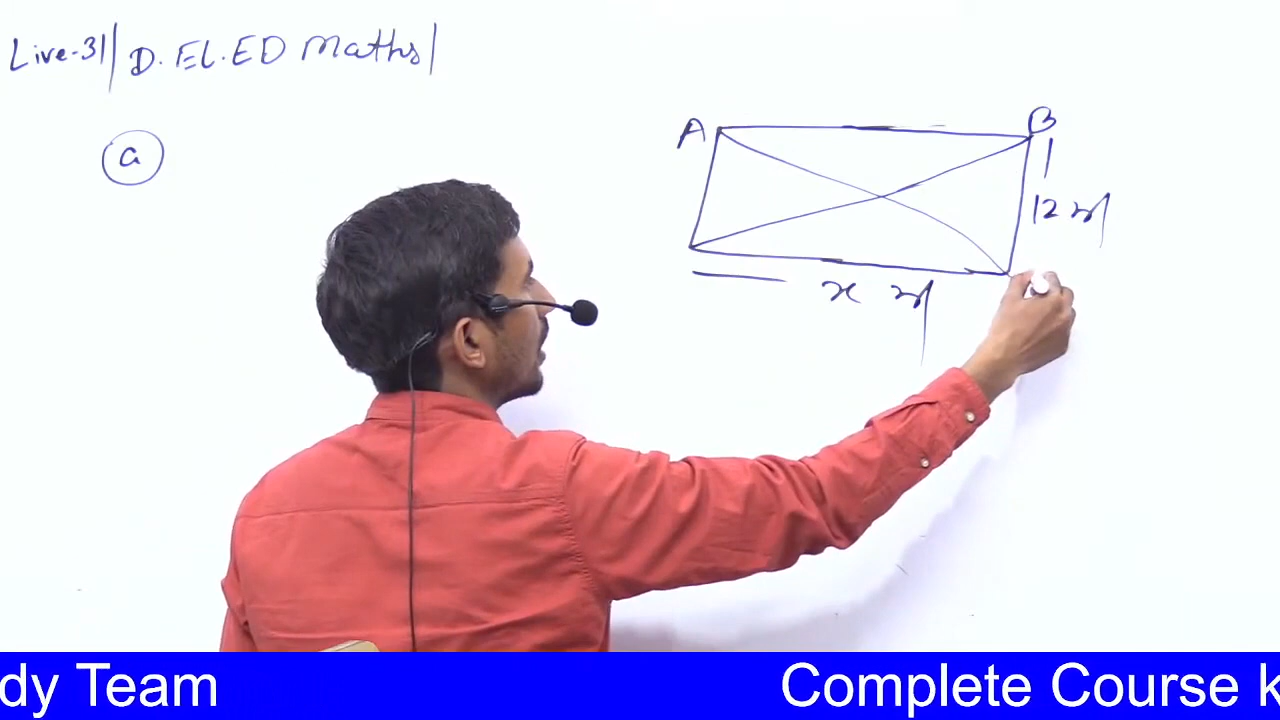 Live-31/ D. EL. ED Maths/
a
A B
12 मी
x मी
dy Team Complete Course k